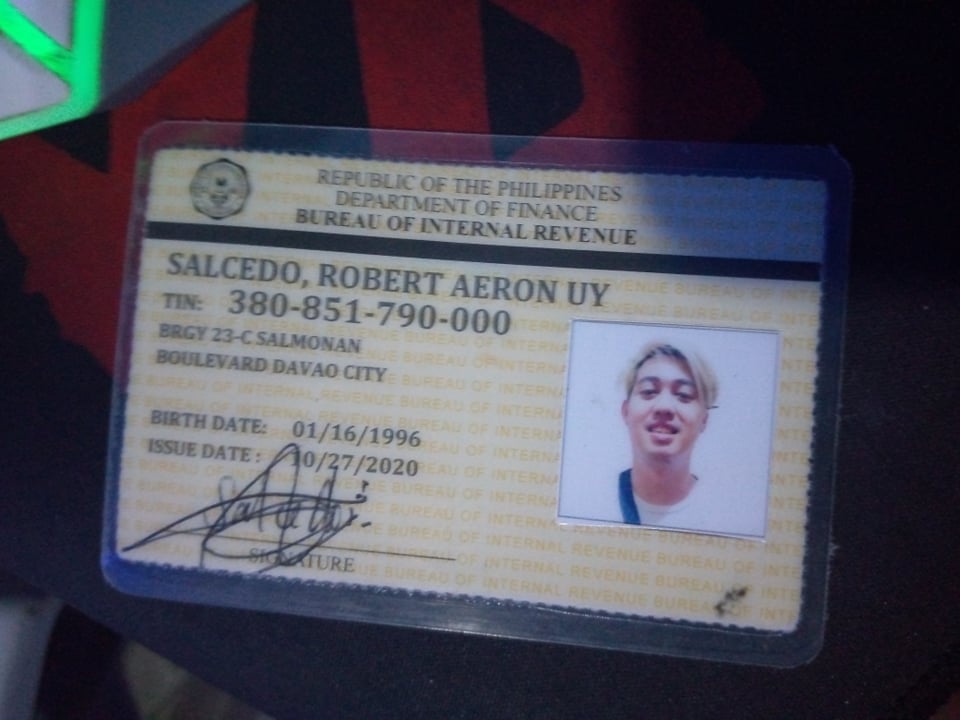 REPUBLIC OF THE PHILIPPINES
DEPARTMENT OF FINANCE
BUREAU OF INTERNAL REVENUE
SALCEDO, ROBERT AERON UY
TIN: 380-851-790-000
BRGY 23-C SALMONAN
BOULEVARD DAVAO CITY
BIRTH DATE: 01/16/1996
ISSUE DATE : 10/27/2020
SIGNATURE